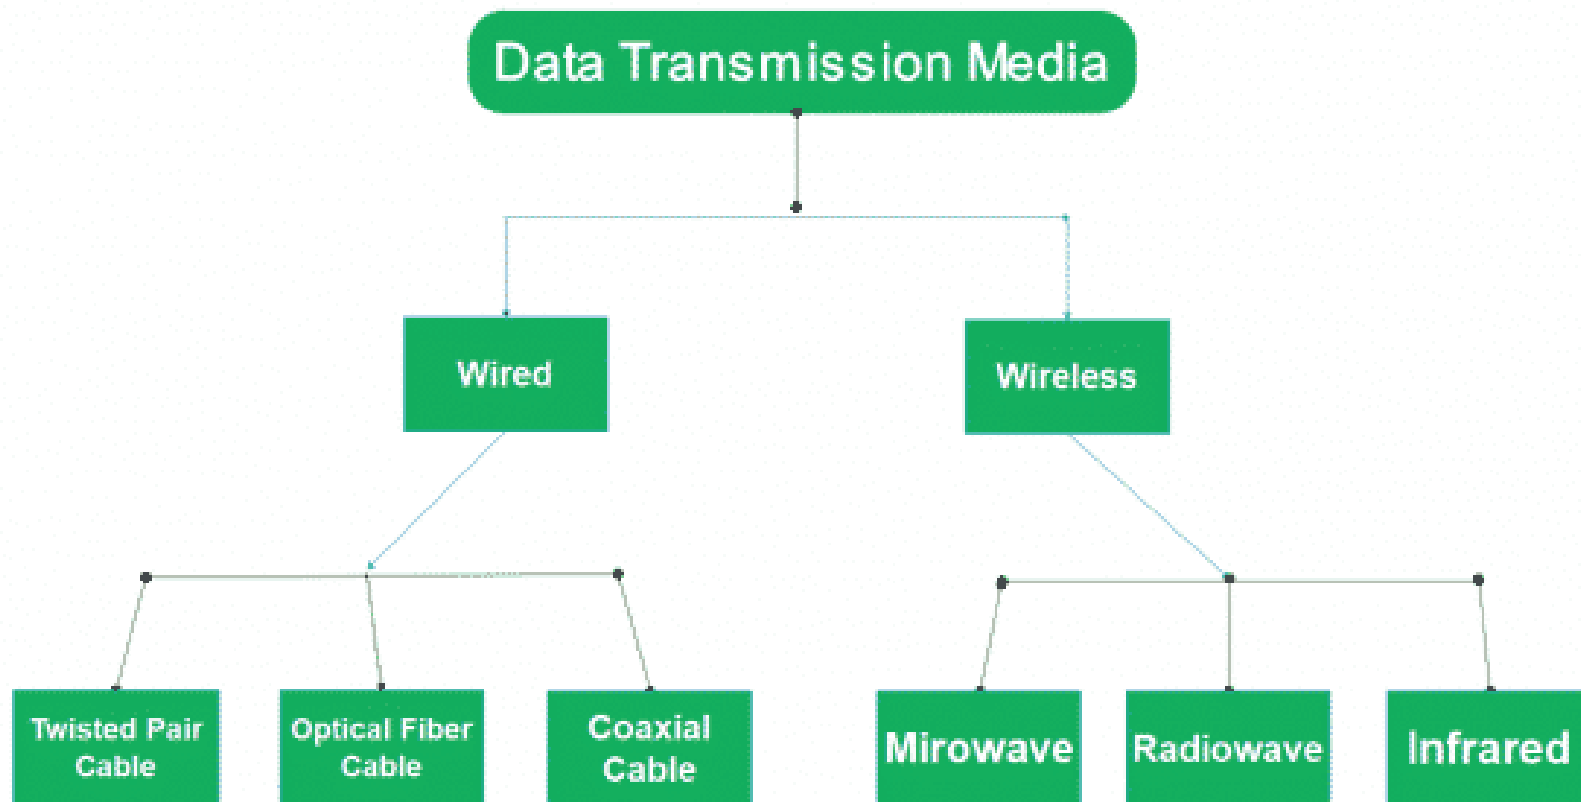 Data Transmission Media
Wired
Wireless
Twisted Pair
Cable
Optical Fiber
Cable
Coaxial
Cable
Mirowave
Radiowave
Infrared